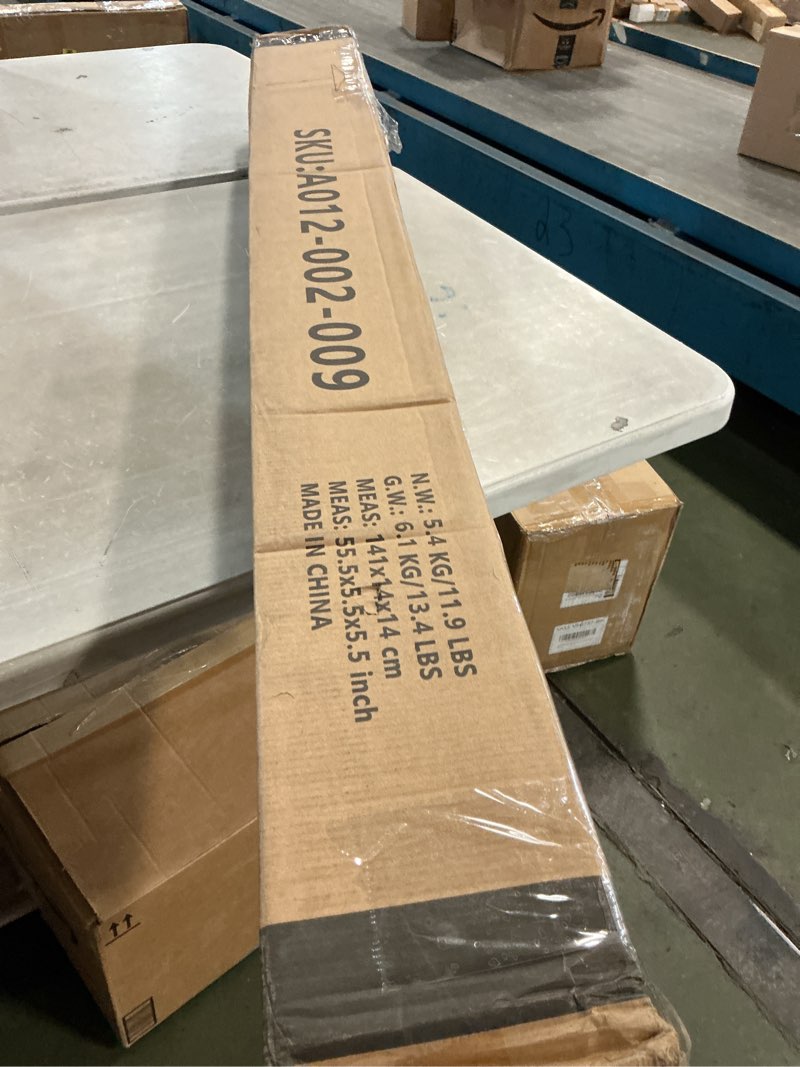 SKU:A012-002-009
N.W.: 5.4 KG/11.9 LBS
G.W.: 6.1 KG/13.4 LBS
MEAS: 141x14x14 cm
MEAS: 55.5x5.5x5.5 inch
MADE IN CHINA
23